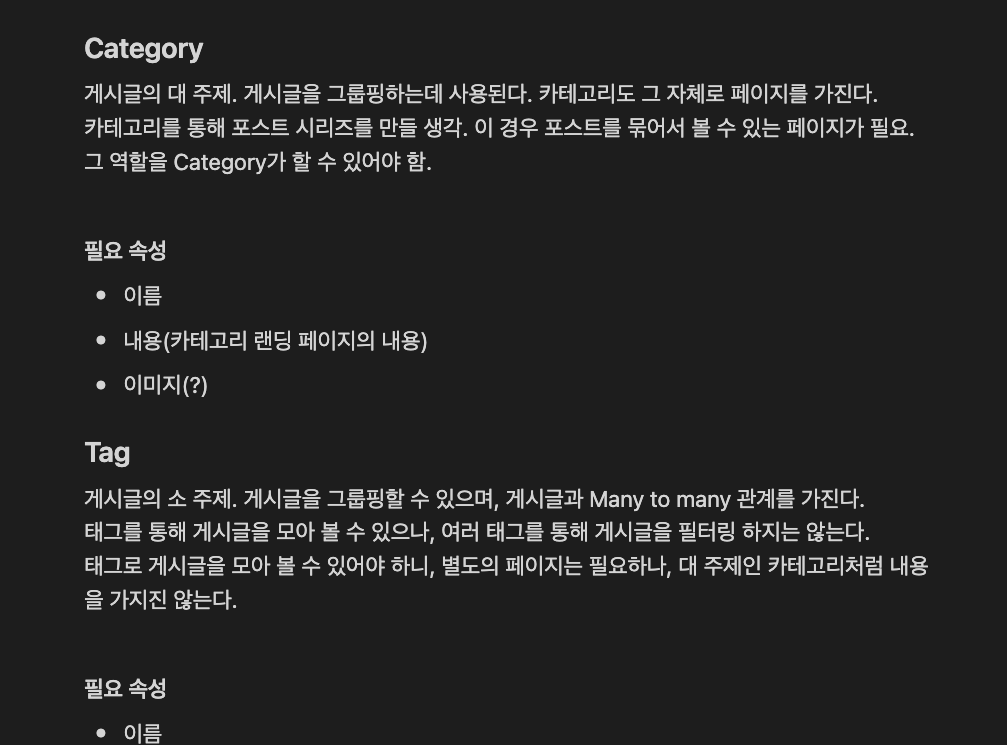 Category
게시글의 대 주제. 게시글을 그룹핑하는데 사용된다. 카테고리도 그 자체로 페이지를 가진다.
카테고리를 통해 포스트 시리즈를 만들 생각. 이 경우 포스트를 묶어서 볼 수 있는 페이지가 필요.
그 역할을 Category가 할 수 있어야 함.
필요 속성
• 이름
• 내용(카테고리 랜딩 페이지의 내용)
• 이미지(?)
Tag
게시글의 소 주제. 게시글을 그룹핑할 수 있으며, 게시글과 Many to many 관계를 가진다.
태그를 통해 게시글을 모아 볼 수 있으나, 여러 태그를 통해 게시글을 필터링 하지는 않는다.
태그로 게시글을 모아 볼 수 있어야 하니, 별도의 페이지는 필요하나, 대 주제인 카테고리처럼 내용
을 가지진 않는다.
필요 속성
• 이름